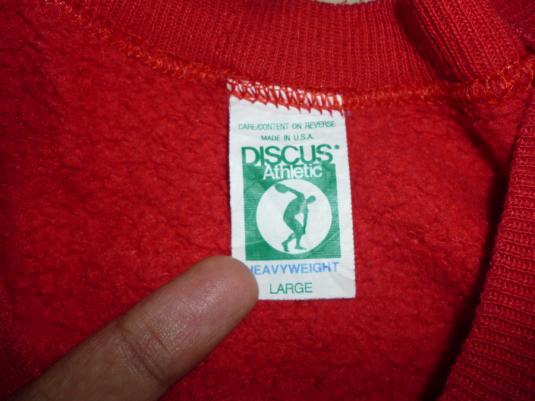 CARE/CONTENT ON REVERSE
MADE IN U.S.A.
DISCUS*
Athletic
HEAVYWEIGHT
LARGE